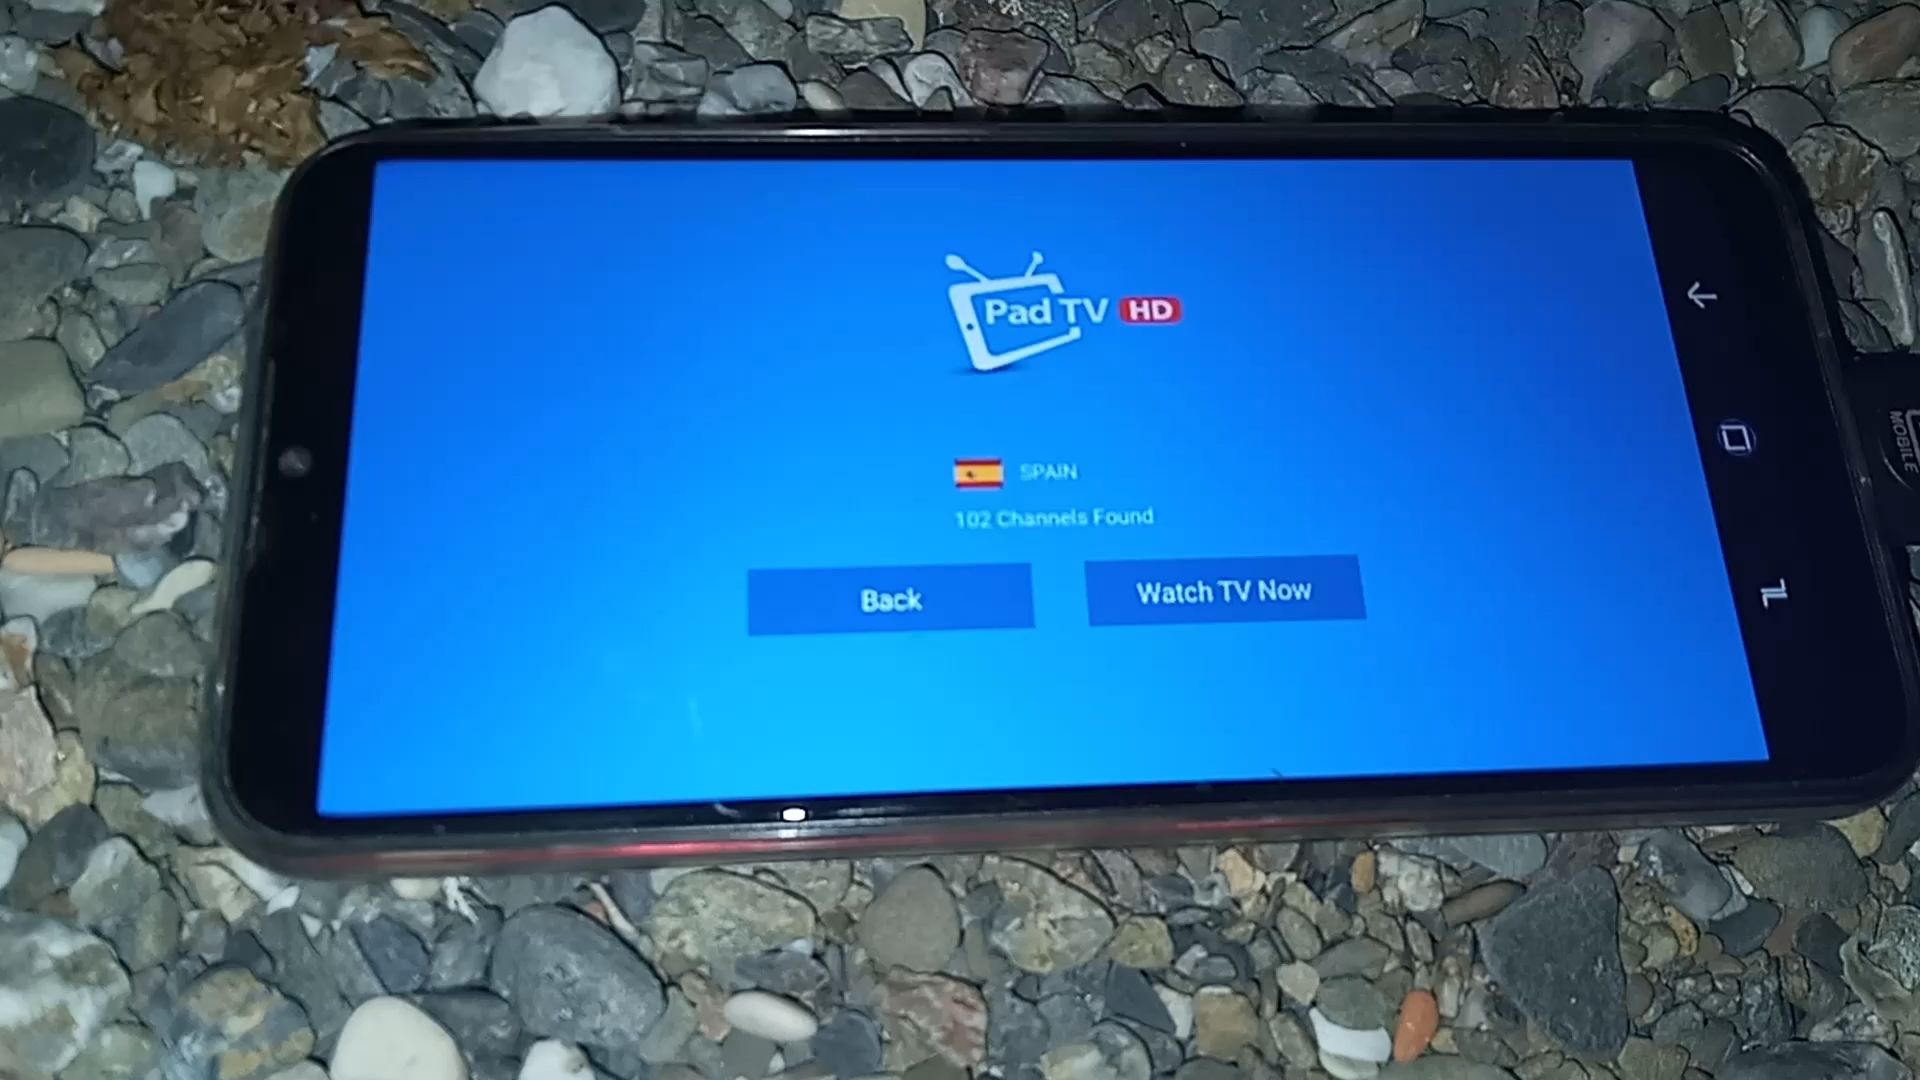 Pad TV HD
SPAIN
102 Channels Found
Back
Watch TV Now
MOBILE